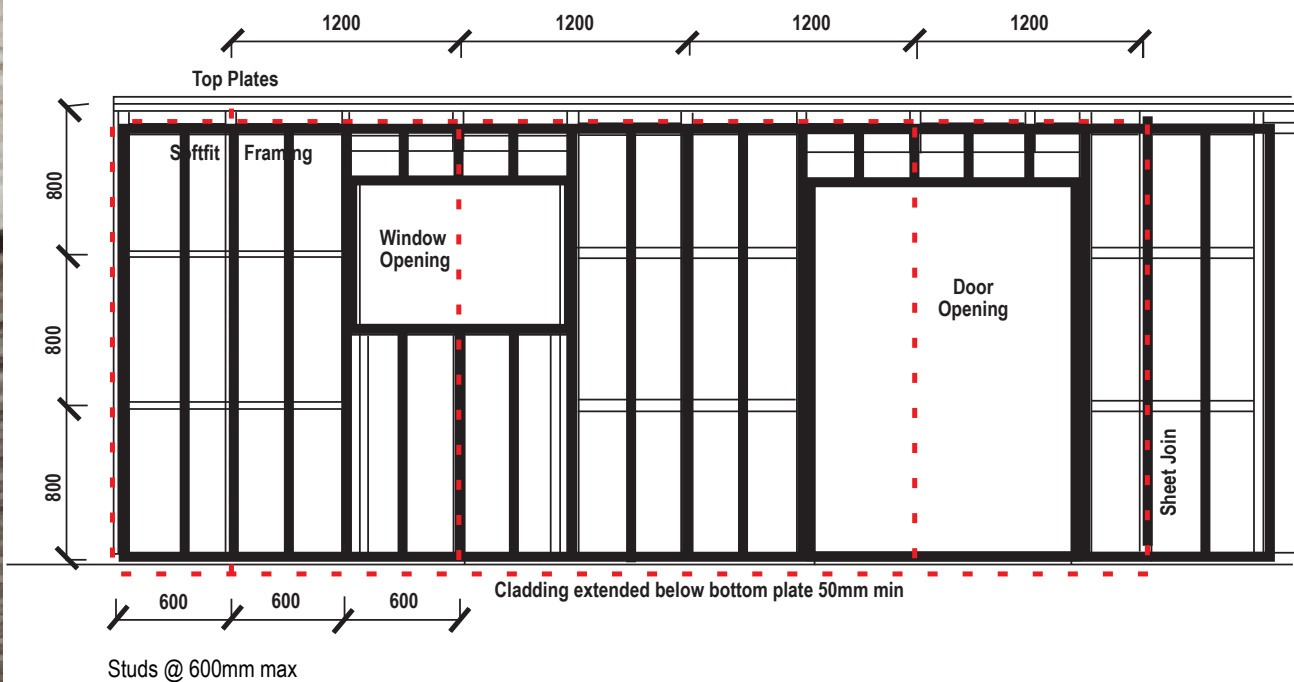 1200 1200 1200 1200
Top Plates
Softfit Framing
800
800
800
Window
Opening
Door
Opening
Sheet Join
Cladding extended below bottom plate 50mm min
600 600 600
Studs @ 600mm max